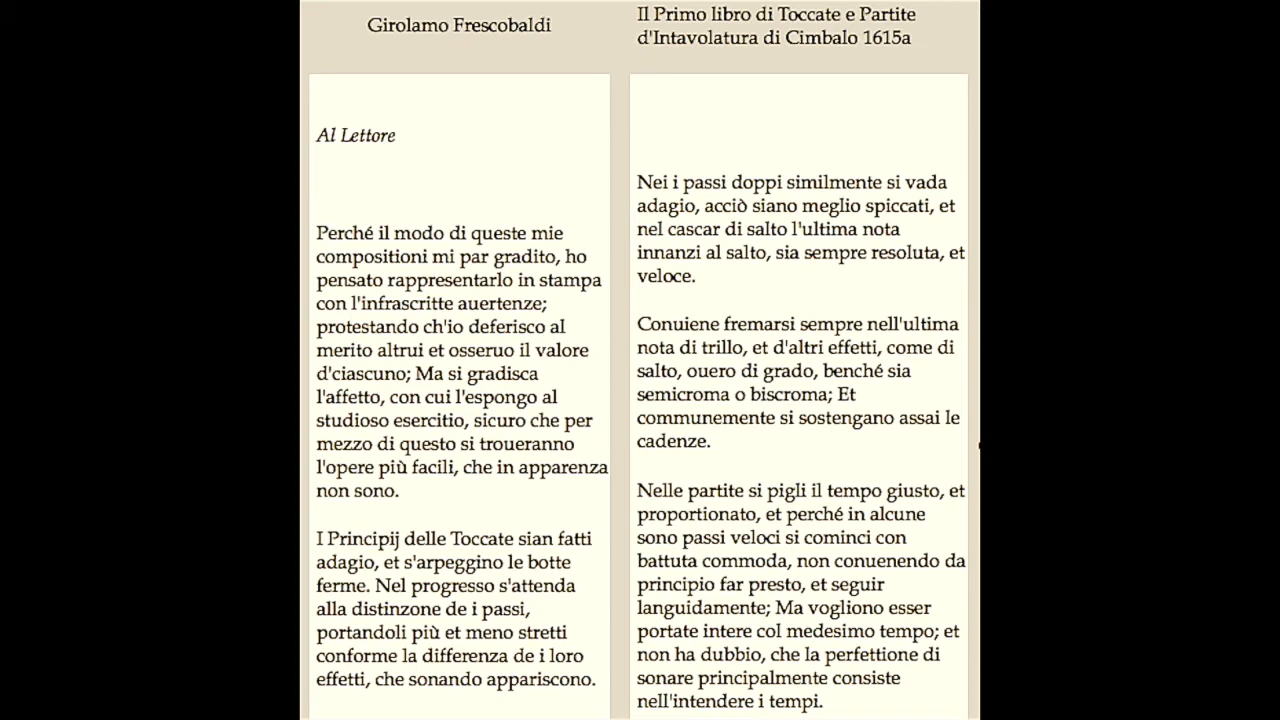 Girolamo Frescobaldi
Il Primo libro di Toccate e Partite
d'Intavolatura di Cimbalo 1615a
Al Lettore
Perché il modo di queste mie
compositioni mi par gradito, ho
pensato rappresentarlo in stampa
con l'infrascritte auertenze;
protestando ch'io deferisco al
merito altrui et osseruo il valore
d'ciascuno; Ma si gradisca
l'affetto, con cui l'espongo al
studioso esercitio, sicuro che per
mezzo di questo si troueranno
l'opere più facili, che in apparenza
non sono.
I Principij delle Toccate sian fatti
adagio, et s'arpeggino le botte
ferme. Nel progresso s'attenda
alla distinzone de i passi,
portandoli più et meno stretti
conforme la differenza de i loro
effetti, che sonando appariscono.
Nei i passi doppi similmente si vada
adagio, acciò siano meglio spiccati, et
nel cascar di salto l'ultima nota
innanzi al salto, sia sempre resoluta, et
veloce.
Conuiene fremarsi sempre nell'ultima
nota di trillo, et d'altri effetti, come di
salto, ouero di grado, benché sia
semicroma o biscroma; Et
communemente si sostengano assai le
cadenze.
Nelle partite si pigli il tempo giusto, et
proportionato, et perché in alcune
sono passi veloci si cominci con
battuta commoda, non conuenendo da
principio far presto, et seguir
languidamente; Ma vogliono esser
portate intere col medesimo tempo; et
non ha dubbio, che la perfettione di
sonare principalmente consiste
nell'intendere i tempi.